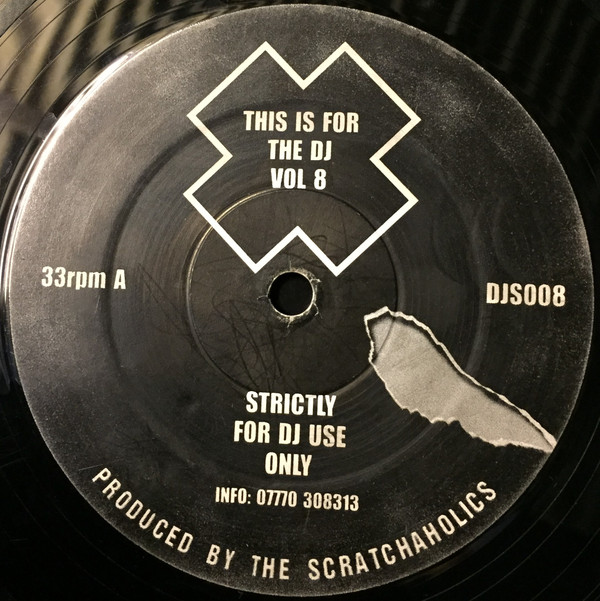 THIS IS FOR
THE DJ
VOL 8
33rpm A
DJS008
STRICTLY
FOR DJ USE
ONLY
INFO: 07770 308313
PRODUCED BY THE SCRATCHAHOLICS